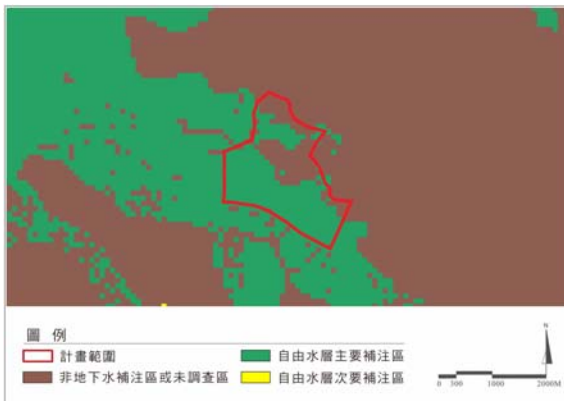 圖 例
計畫範圍 自由水層主要補注區
非地下水補注區或未調查區 自由水層次要補注區
N
0 300 1000 2000M